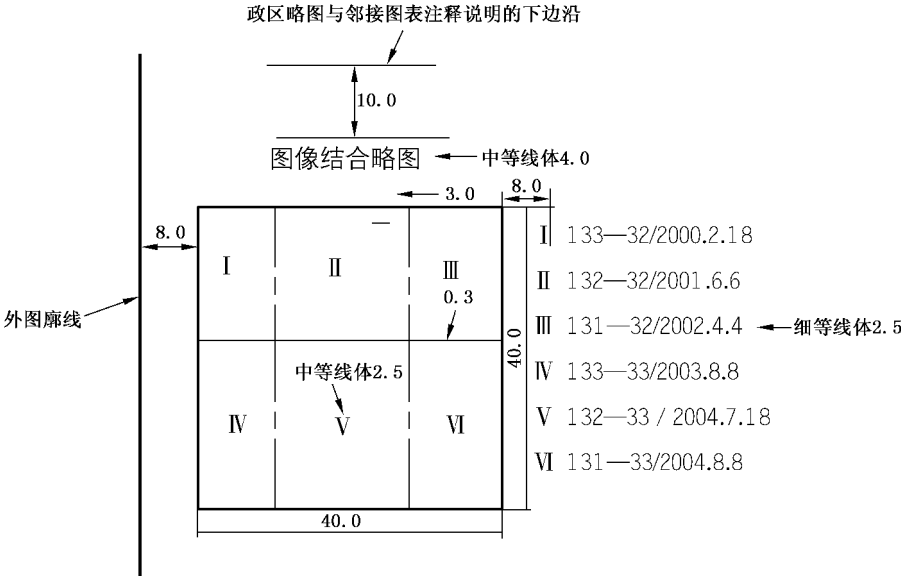 政区略图与邻接图表注释说明的下边沿
10.0
图像结合略图
中等线体4.0
3.0
8.0
8.0
Ⅰ
Ⅱ
Ⅲ
0.3
外图廓线
40.0
中等线体2.5
Ⅳ
Ⅴ
Ⅵ
40.0
Ⅰ 133—32/2000.2.18
Ⅱ 132—32/2001.6.6
Ⅲ 131—32/2002.4.4
细等线体2.5
Ⅳ 133—33/2003.8.8
Ⅴ 132—33 / 2004.7.18
Ⅵ 131—33/2004.8.8